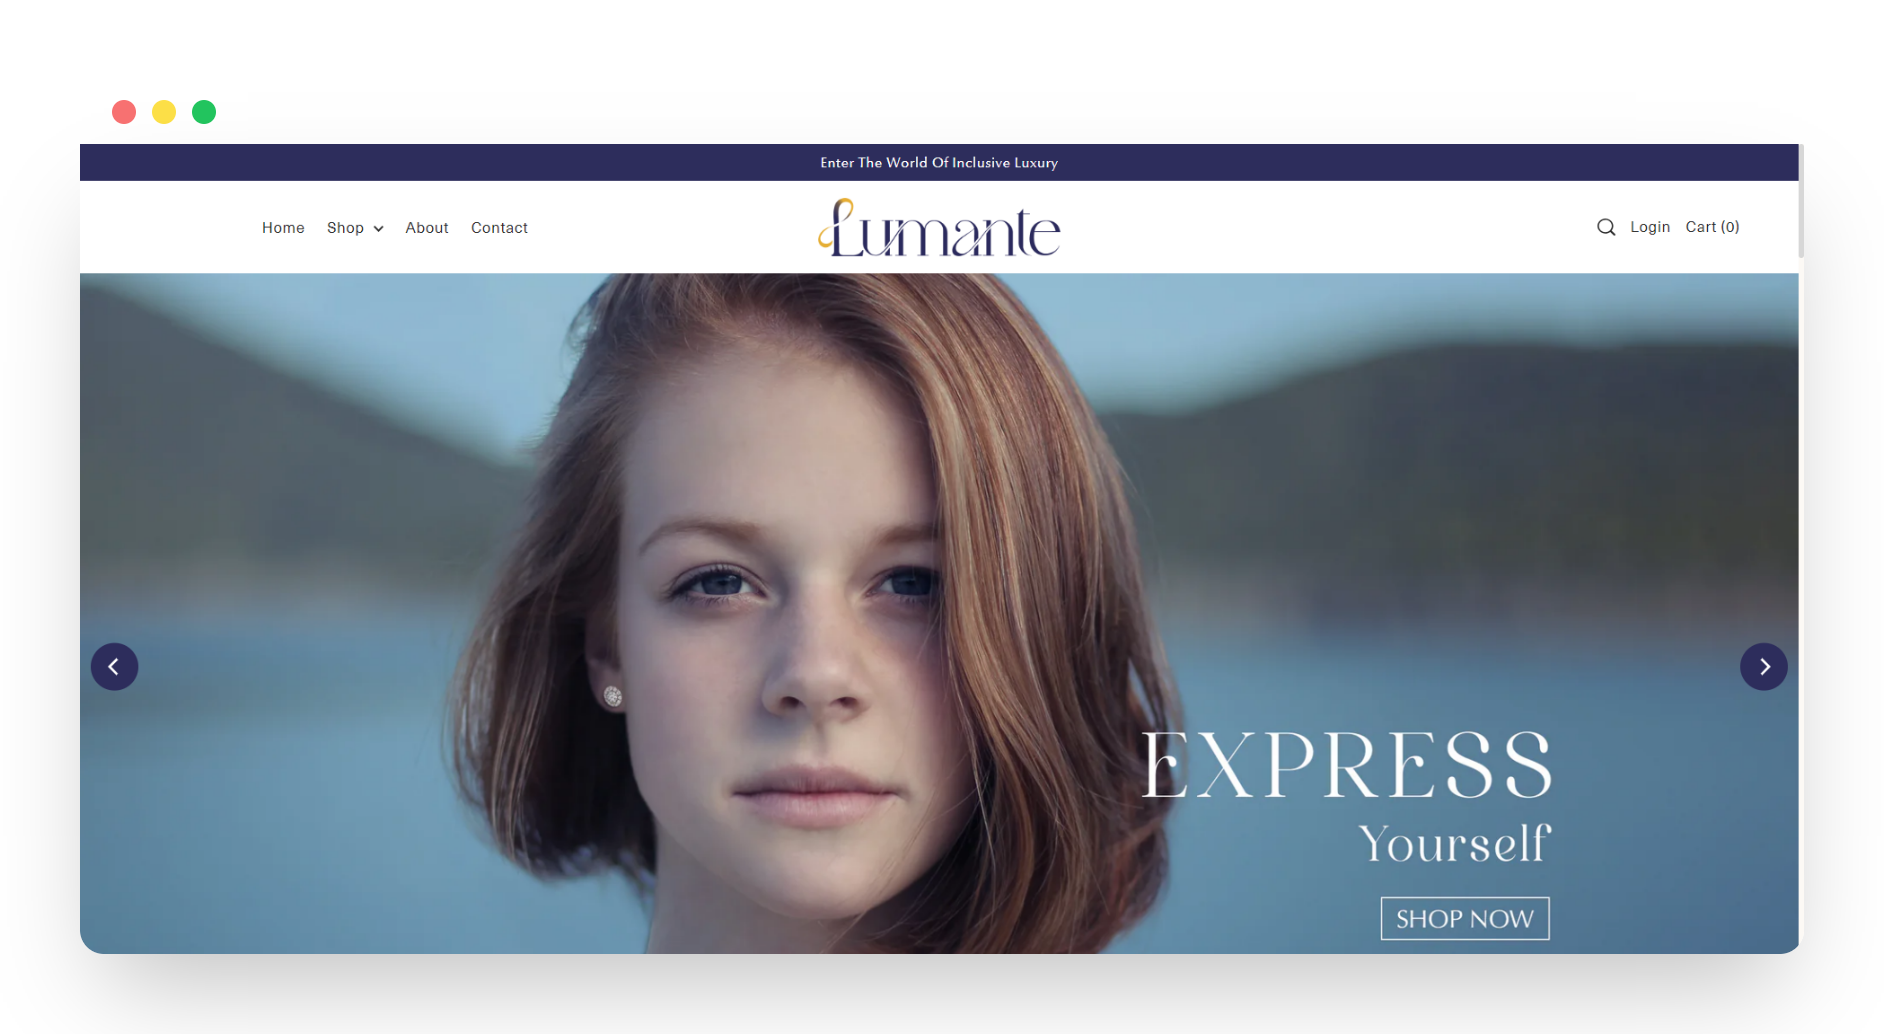 Enter The World Of Inclusive Luxury
Home Shop About Contact
Lumante
Login Cart (0)
EXPRESS
Yourself
SHOP NOW